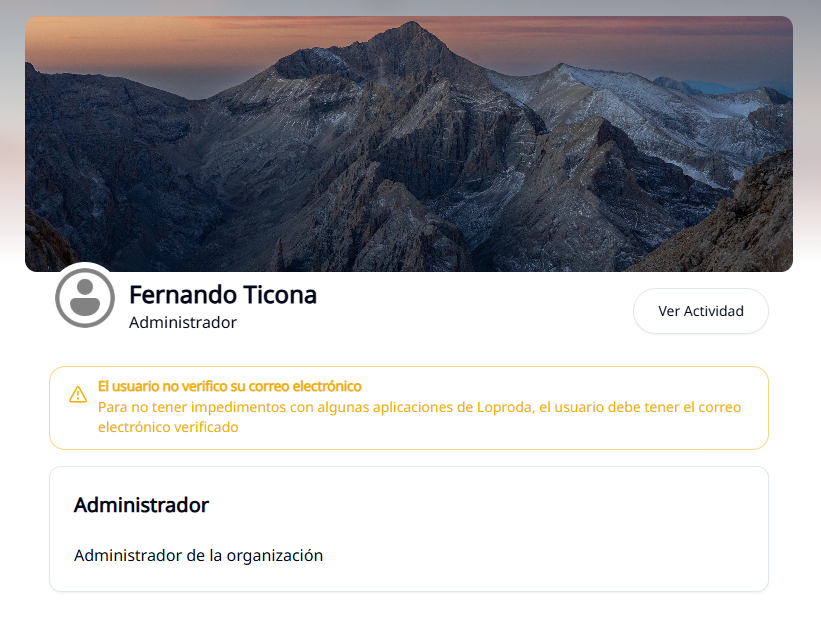 Fernando Ticona
Administrador
Ver Actividad
El usuario no verifico su correo electrónico
Para no tener impedimentos con algunas aplicaciones de Loproda, el usuario debe tener el correo
electrónico verificado
Administrador
Administrador de la organización